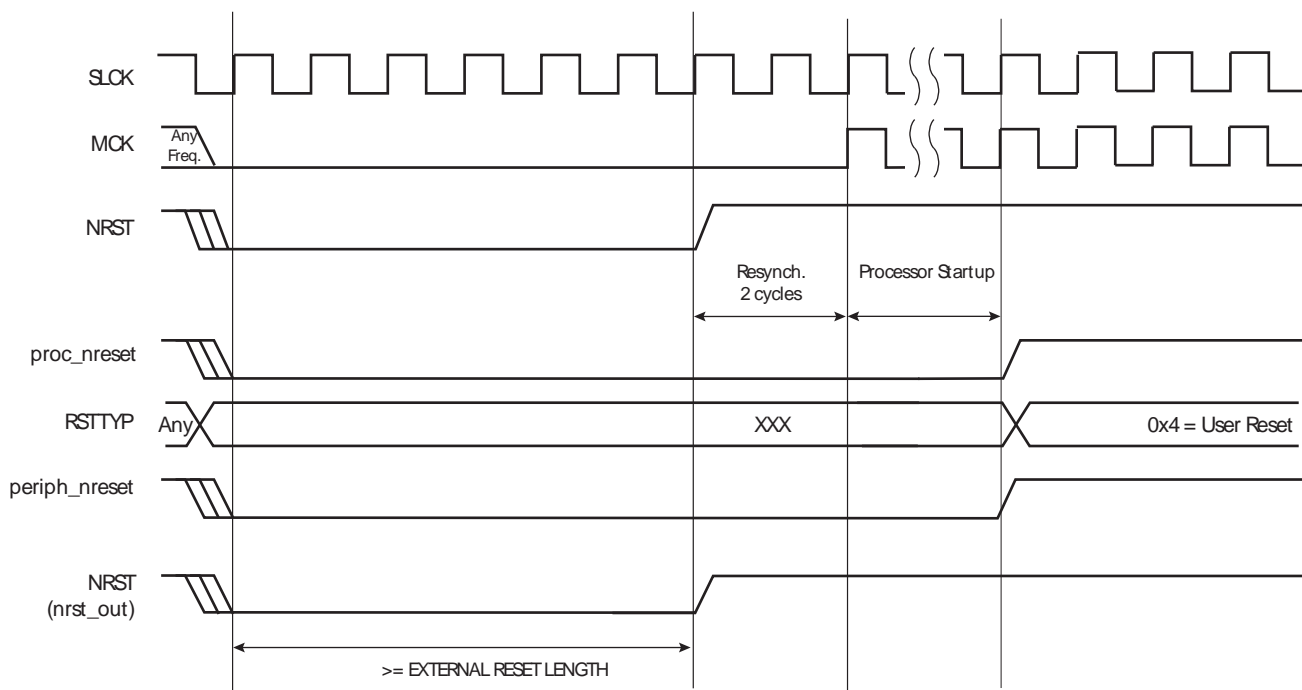 SLCK
MCK
Any
Freq.
NRST
Resynch.
2 cycles
Processor Startup
proc_nreset
RSTTYP
Any
XXX
0x4 = User Reset
periph_nreset
NRST
(nrst_out)
>= EXTERNAL RESET LENGTH